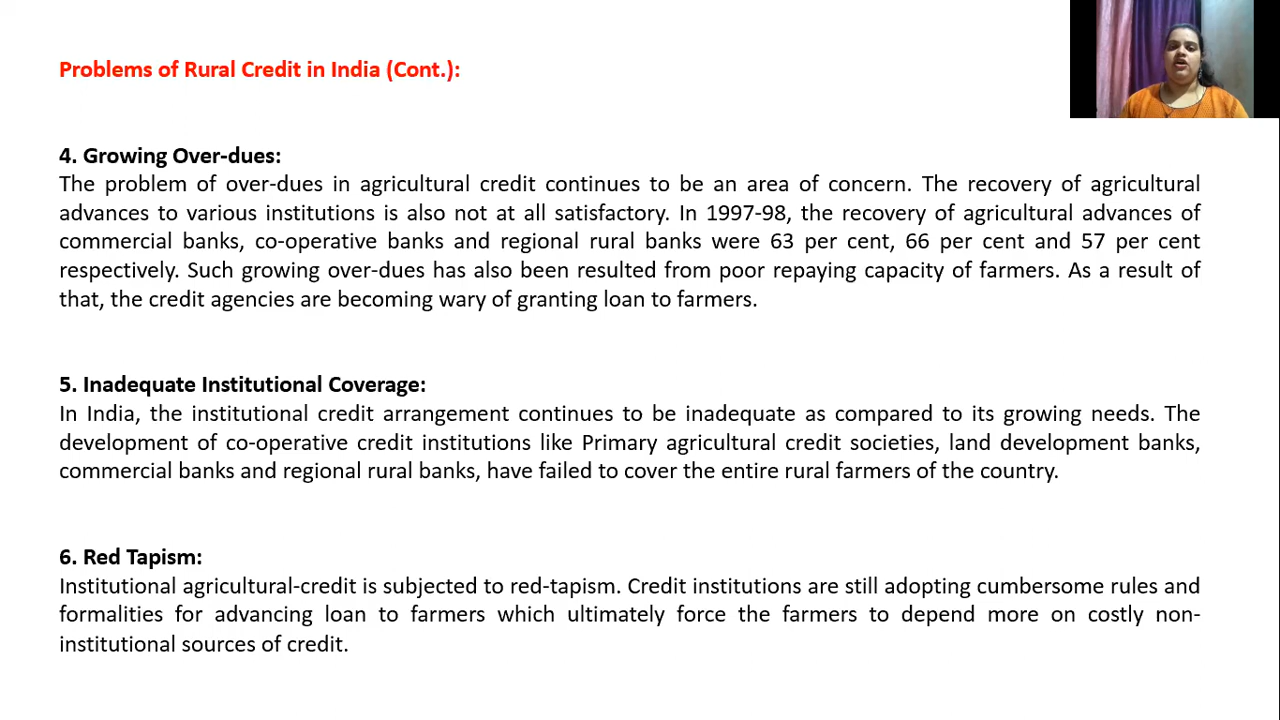 Problems of Rural Credit in India (Cont.):
4. Growing Over-dues:
The problem of over-dues in agricultural credit continues to be an area of concern. The recovery of agricultural
advances to various institutions is also not at all satisfactory. In 1997-98, the recovery of agricultural advances of
commercial banks, co-operative banks and regional rural banks were 63 per cent, 66 per cent and 57 per cent
respectively. Such growing over-dues has also been resulted from poor repaying capacity of farmers. As a result of
that, the credit agencies are becoming wary of granting loan to farmers.
5. Inadequate Institutional Coverage:
In India, the institutional credit arrangement continues to be inadequate as compared to its growing needs. The
development of co-operative credit institutions like Primary agricultural credit societies, land development banks,
commercial banks and regional rural banks, have failed to cover the entire rural farmers of the country.
6. Red Tapism:
Institutional agricultural-credit is subjected to red-tapism. Credit institutions are still adopting cumbersome rules and
formalities for advancing loan to farmers which ultimately force the farmers to depend more on costly non-
institutional sources of credit.